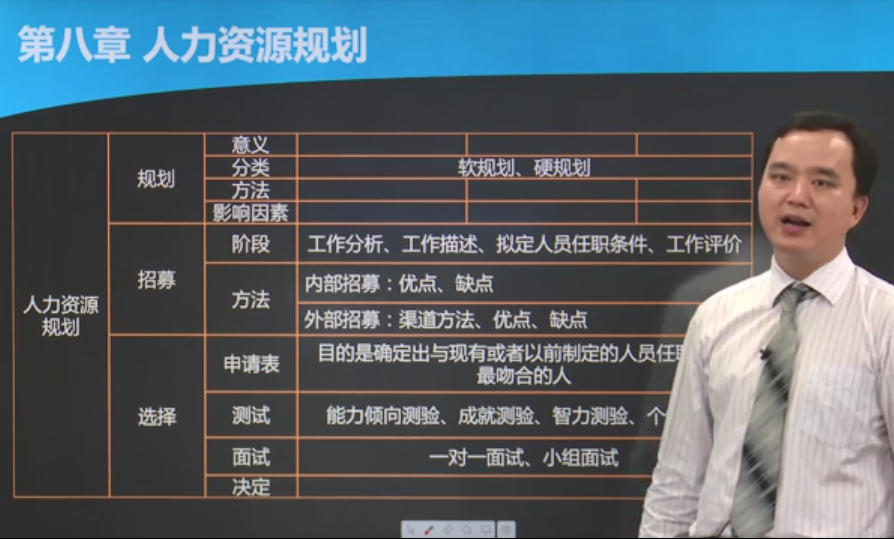 第八章 人力资源规划
人力资源
规划
规划
意义
分类
软规划、硬规划
方法
影响因素
招募
阶段
工作分析、工作描述、拟定人员任职条件、工作评价
方法
内部招募：优点、缺点
外部招募：渠道方法、优点、缺点
选择
申请表
目的是确定出与现有或者以前制定的人员任
最吻合的人
测试
能力倾向测验、成就测验、智力测验、个
面试
一对一面试、小组面试
决定